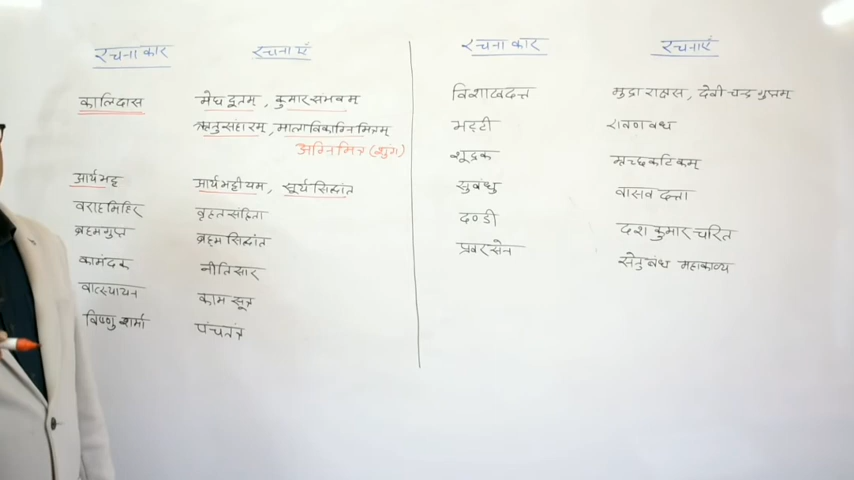 रचनाकार रचनाएं
कालिदास मेघदूतम, कुमारसंभवम्
ऋतुसंहारम्, मालविकाग्निमित्रम्
अग्निमित्र (शुंग)
आर्यभट्ट आर्यभट्टीयम, सूर्यसिद्धांत
वराहमिहिर वृहतसंहिता
ब्रह्मगुप्त ब्रह्मसिद्धांत
कामंदक नीतिसार
वात्स्यायन कामसूत्र
विष्णु शर्मा पंचतंत्र
रचनाकार रचनाएं
विशाखदत्त मुद्राराक्षस, देवीचन्द्रगुप्तम्
भट्टी रावणवध
शूद्रक मृच्छकटिकम्
सुबंधु वासवदत्ता
दण्डी दशकुमारचरित
प्रवरसेन सेतुबंध महाकाव्य